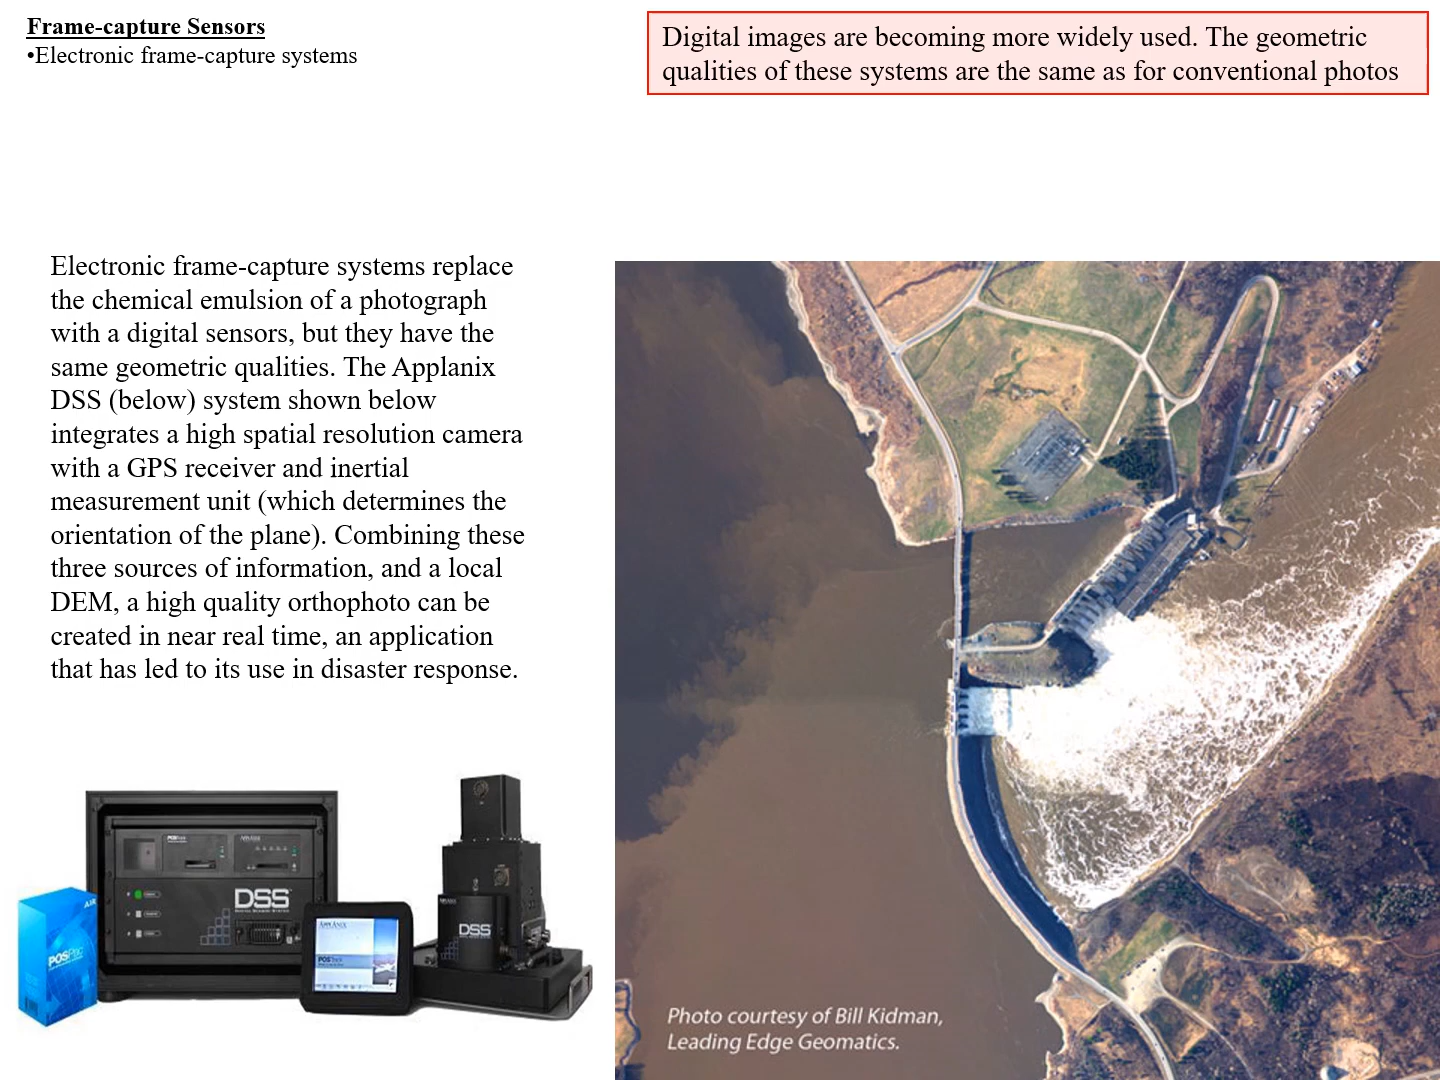 Frame-capture Sensors
•Electronic frame-capture systems
Digital images are becoming more widely used. The geometric
qualities of these systems are the same as for conventional photos
Electronic frame-capture systems replace
the chemical emulsion of a photograph
with a digital sensors, but they have the
same geometric qualities. The Applanix
DSS (below) system shown below
integrates a high spatial resolution camera
with a GPS receiver and inertial
measurement unit (which determines the
orientation of the plane). Combining these
three sources of information, and a local
DEM, a high quality orthophoto can be
created in near real time, an application
that has led to its use in disaster response.
DSS
DIGITAL SENSOR SYSTEM
AIR
POSPac
APPLANIX
POSTrack
DSS
Photo courtesy of Bill Kidman,
Leading Edge Geomatics.